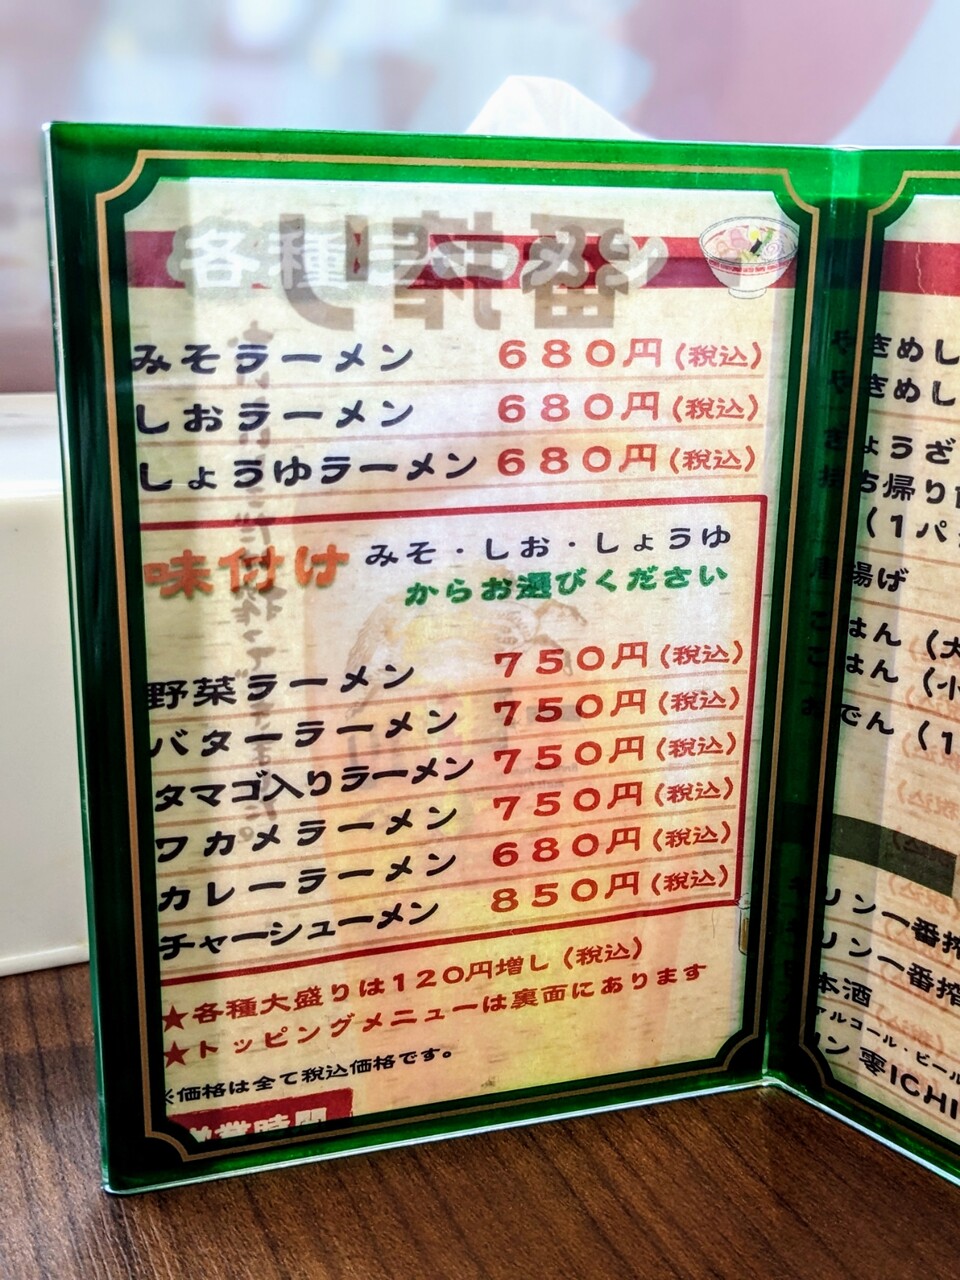 各種ラーメン
みそラーメン 680円(税込)
しおラーメン 680円(税込)
しょうゆラーメン 680円(税込)
味付け みそ・しお・しょうゆ
からお選びください
野菜ラーメン 750円(税込)
バターラーメン 750円(税込)
タマゴ入りラーメン 750円(税込)
ワカメラーメン 750円(税込)
カレーラーメン 680円(税込)
チャーシューメン 850円(税込)
★各種大盛りは120円増し(税込)
★トッピングメニューは裏面にあります
※価格は全て税込価格です。
営業時間
きめし
きめし
ょうざ
ち帰り
(1パ
揚げ
はん(大
はん(小
でん(1
リン一番搾
リン一番搾
本酒
アルコール・ビール
リン 零ICHI